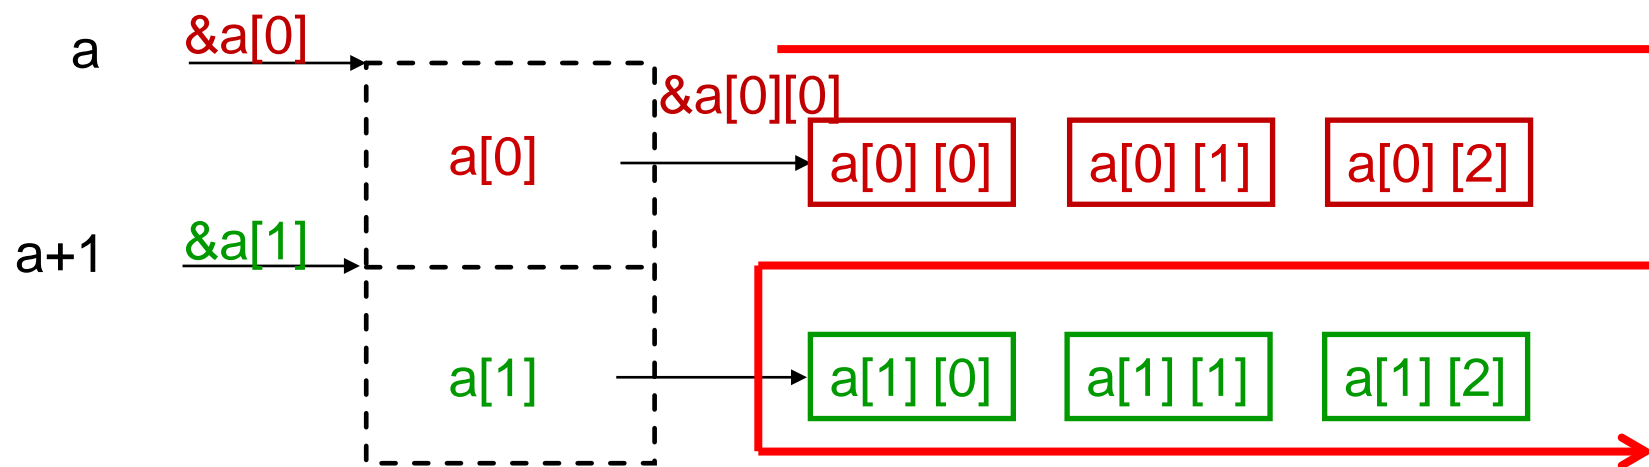 a &a[0]
&a[0][0]
a[0] a[0] [0] a[0] [1] a[0] [2]
a+1 &a[1]
a[1] a[1] [0] a[1] [1] a[1] [2]